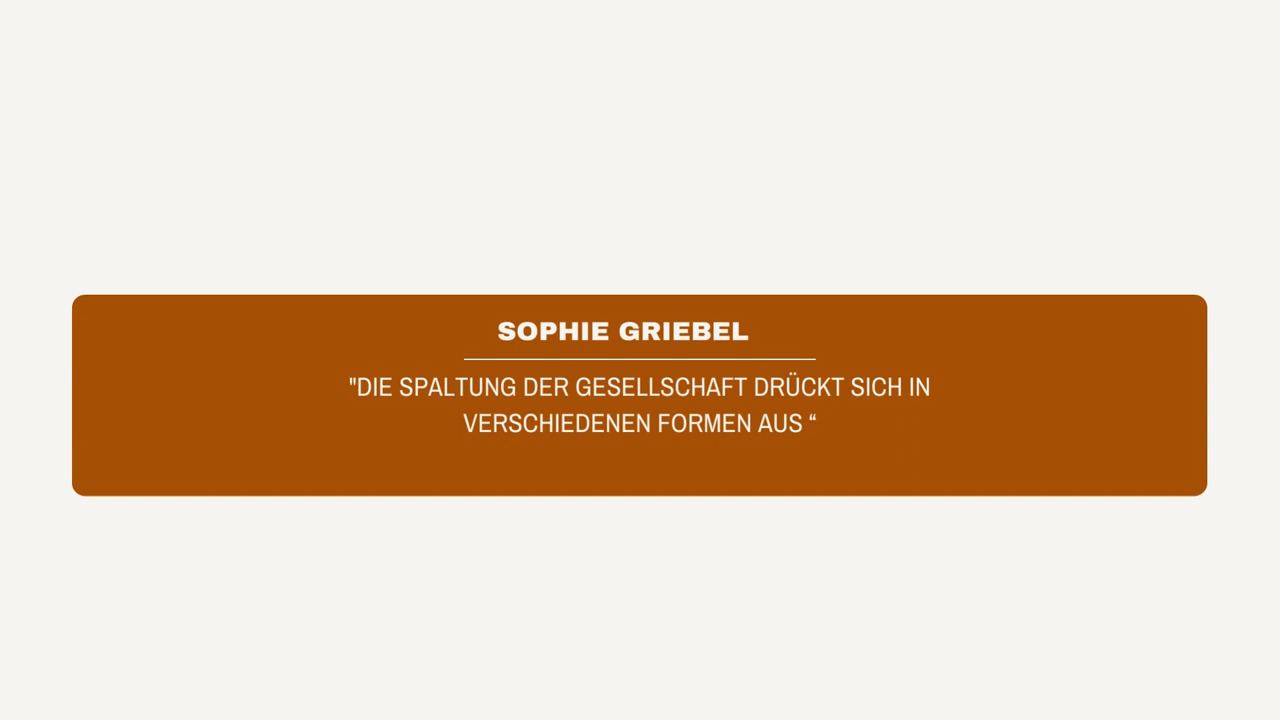 SOPHIE GRIEBEL
"DIE SPALTUNG DER GESELLSCHAFT DRÜCKT SICH IN
VERSCHIEDENEN FORMEN AUS “